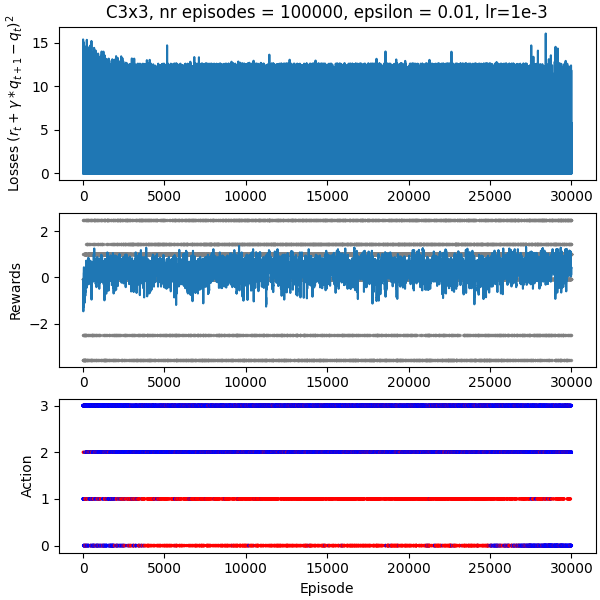 C3x3, nr episodes = 100000, epsilon = 0.01, lr=1e-3
Losses $(r_t + \gamma * q_{t+1} - q_t)^2$
15
10
5
0
0 5000 10000 15000 20000 25000 30000
Rewards
2
0
−2
0 5000 10000 15000 20000 25000 30000
Action
3
2
1
0
0 5000 10000 15000 20000 25000 30000
Episode